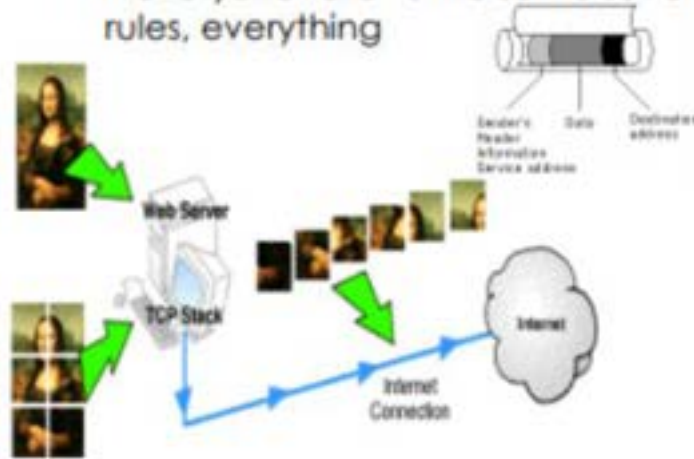 rules, everything
Sender's
Header
Information
Service address
Data
Destination
address
Web Server
TCP Stack
Internet
Internet
Connection